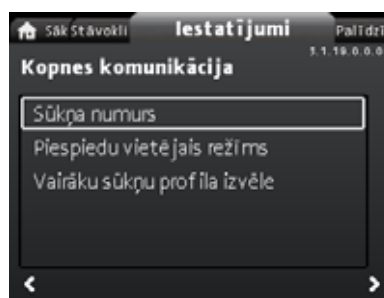 Sāk Stāvokli Iestatījumi Palīdzī
3.1.19.0.0.0
Kopnes komunikācija
Sūkņa numurs
Piespiedu vietējais režīms
Vairāku sūkņu profila izvēle